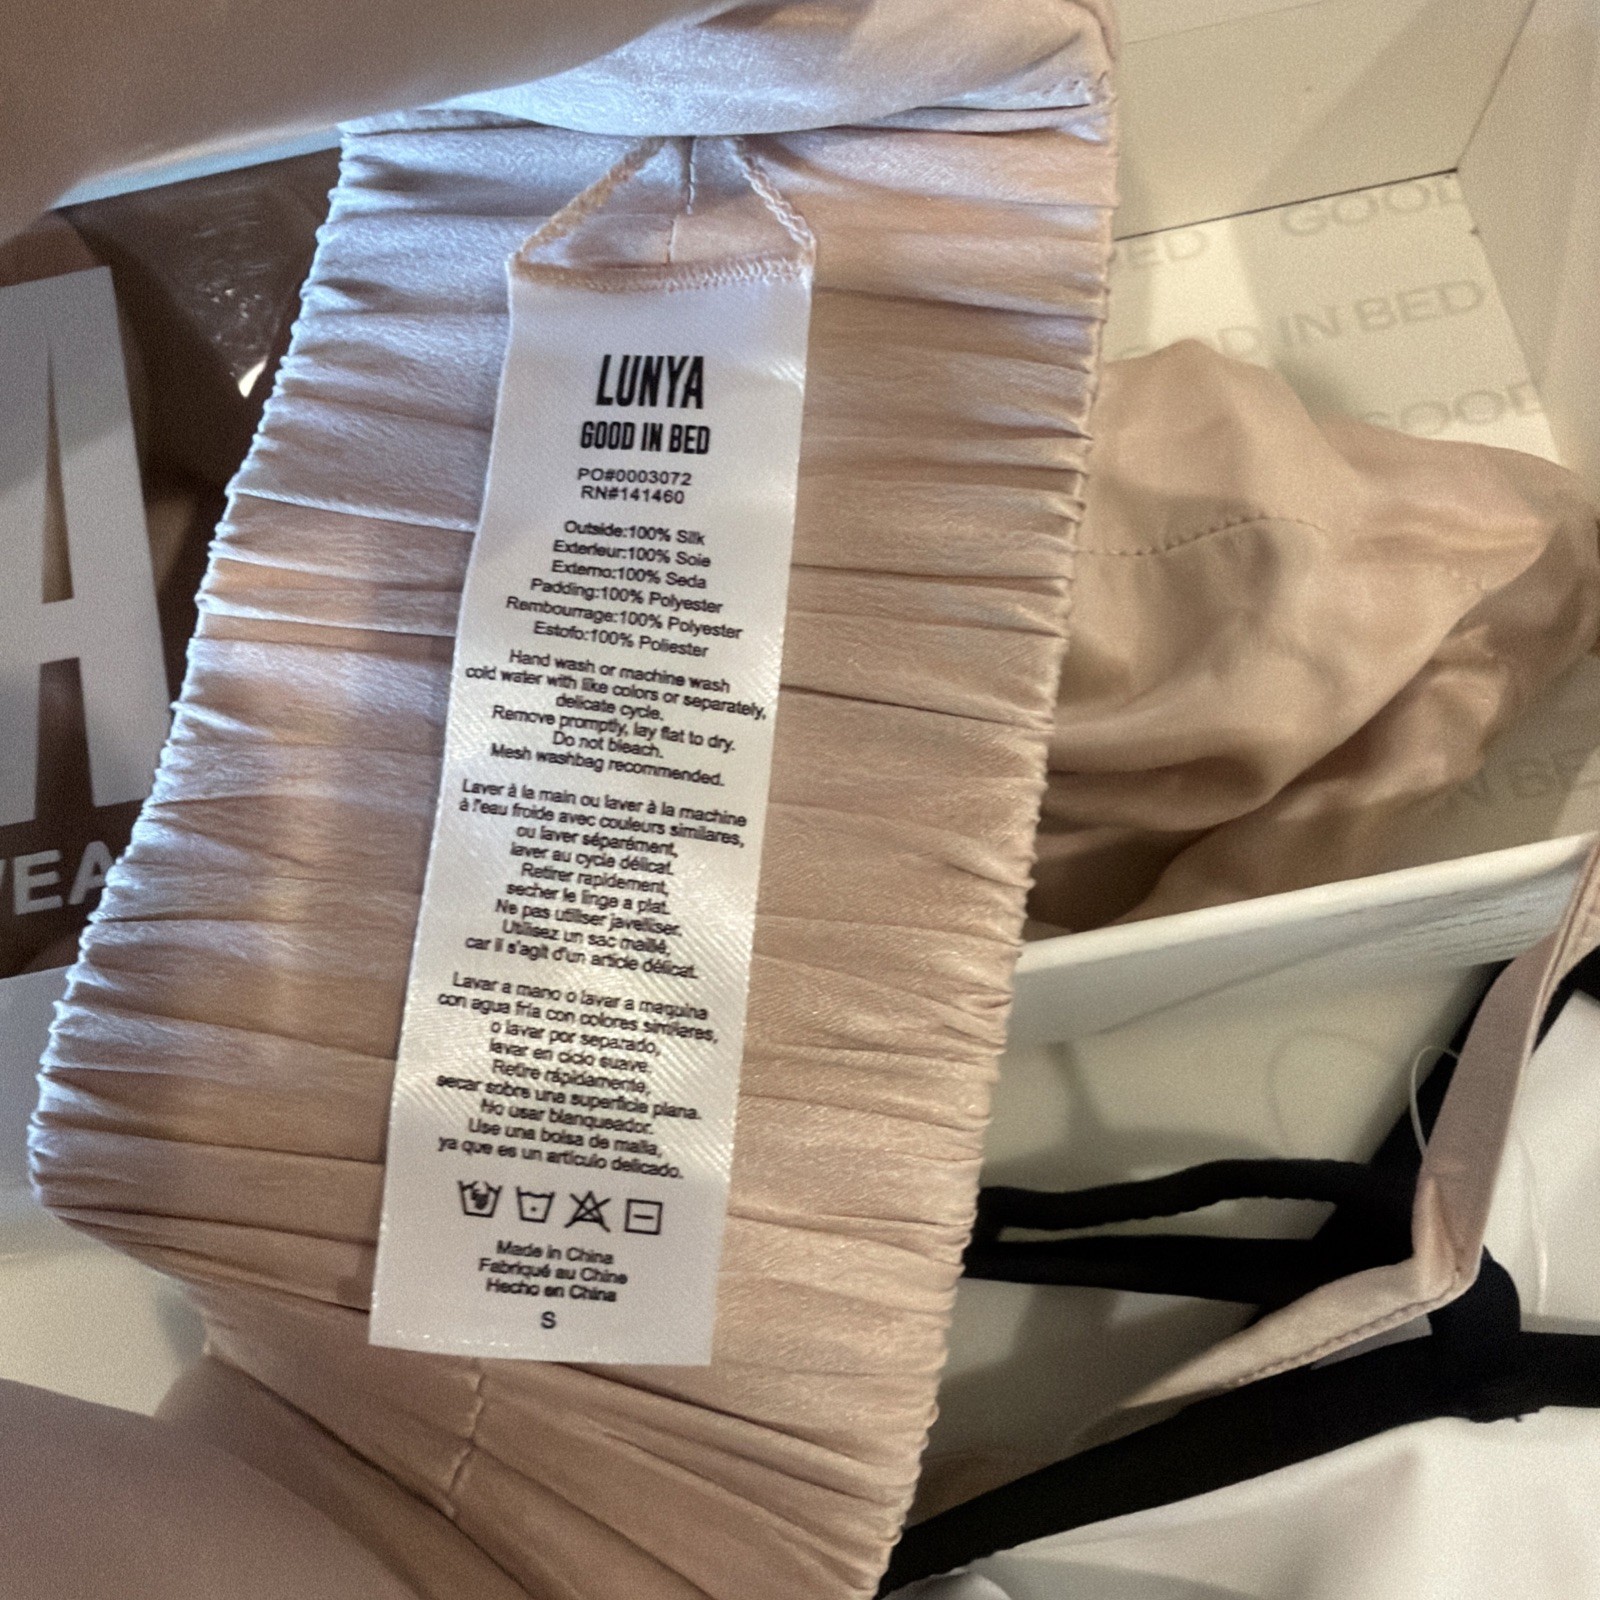 LUNYA
GOOD IN BED
PO#0003072
RN#141460
Outside:100% Silk
Exterieur:100% Soie
Externo:100% Seda
Padding:100% Polyester
Rembourrage:100% Polyester
Estofo:100% Poliester
Hand wash or machine wash
cold water with like colors or separately,
delicate cycle.
Remove promptly, lay flat to dry.
Do not bleach.
Mesh washbag recommended.
Laver à la main ou laver à la machine
à l'eau froide avec couleurs similares,
ou laver séparément,
laver au cycle délicat.
Retirer rapidement,
secher le linge a plat.
Ne pas utiliser javelliser.
Utilisez un sac maillé,
car il s'agit d'un article délicat.
Lavar a mano o lavar a maquina
con agua fría con colores similares,
o lavar por separado,
lavar en ciclo suave.
Retire rápidamente,
secar sobre una superficie plana.
No usar blanqueador.
Use una bolsa de malla,
ya que es un artículo delicado.
Made in China
Fabriqué au Chine
Hecho en China
S
A
WEA
BED GOOD
GOOD IN BED
GOOD
IN BED